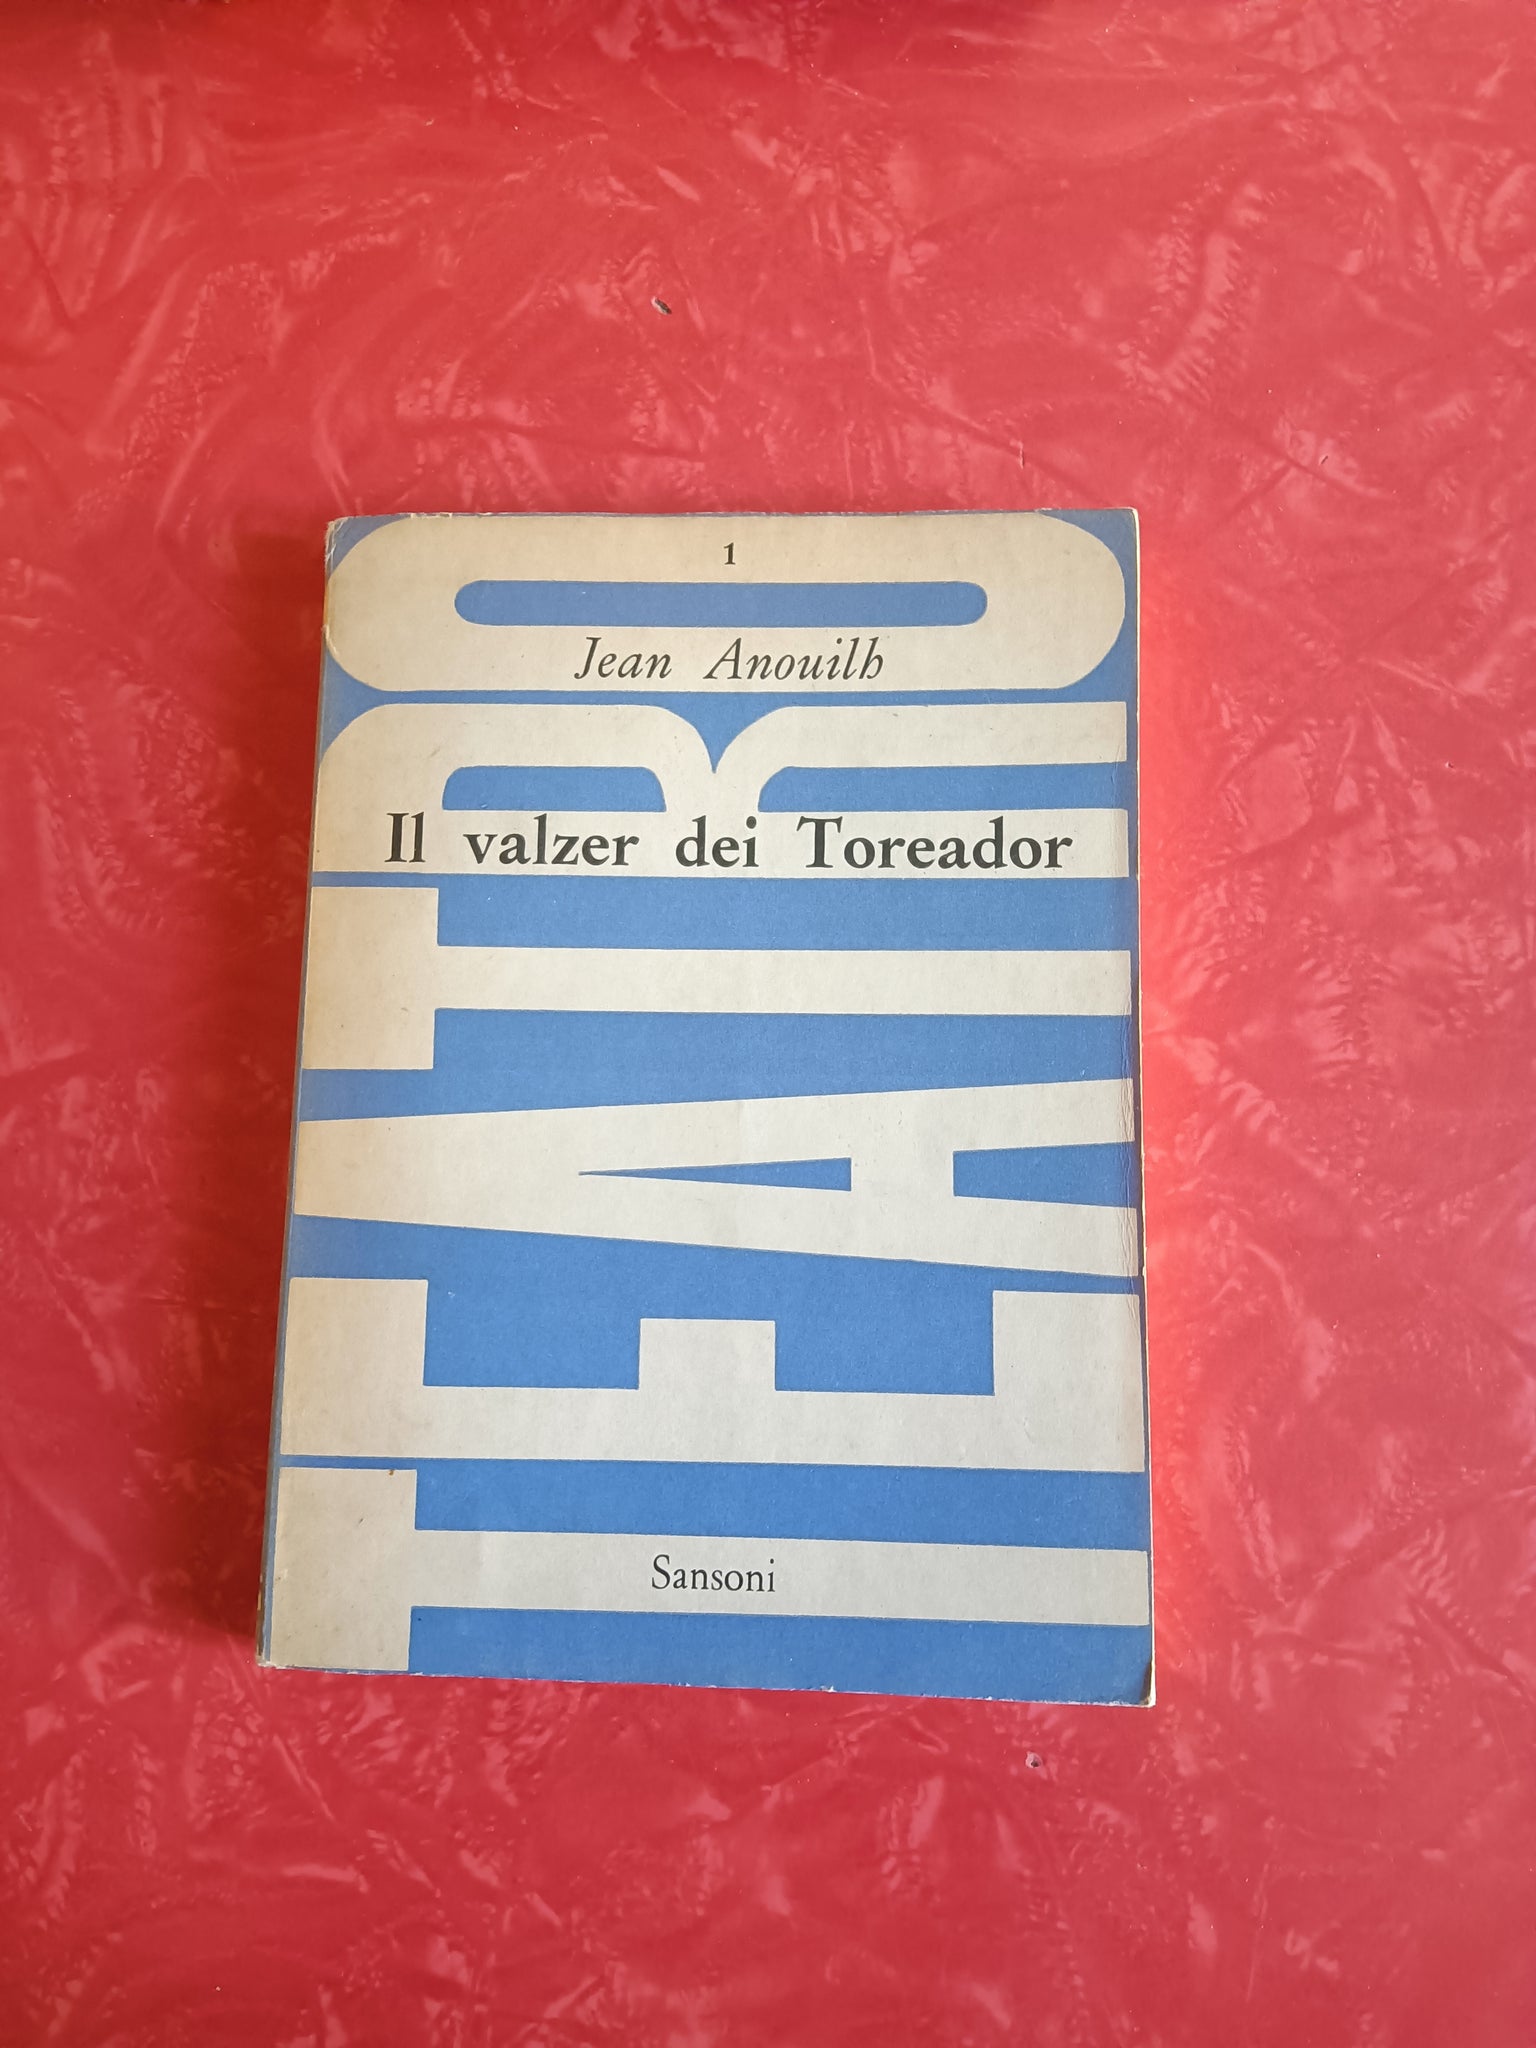 1
Jean Anouilh
Il valzer dei Toreador
TEATRO
Sansoni